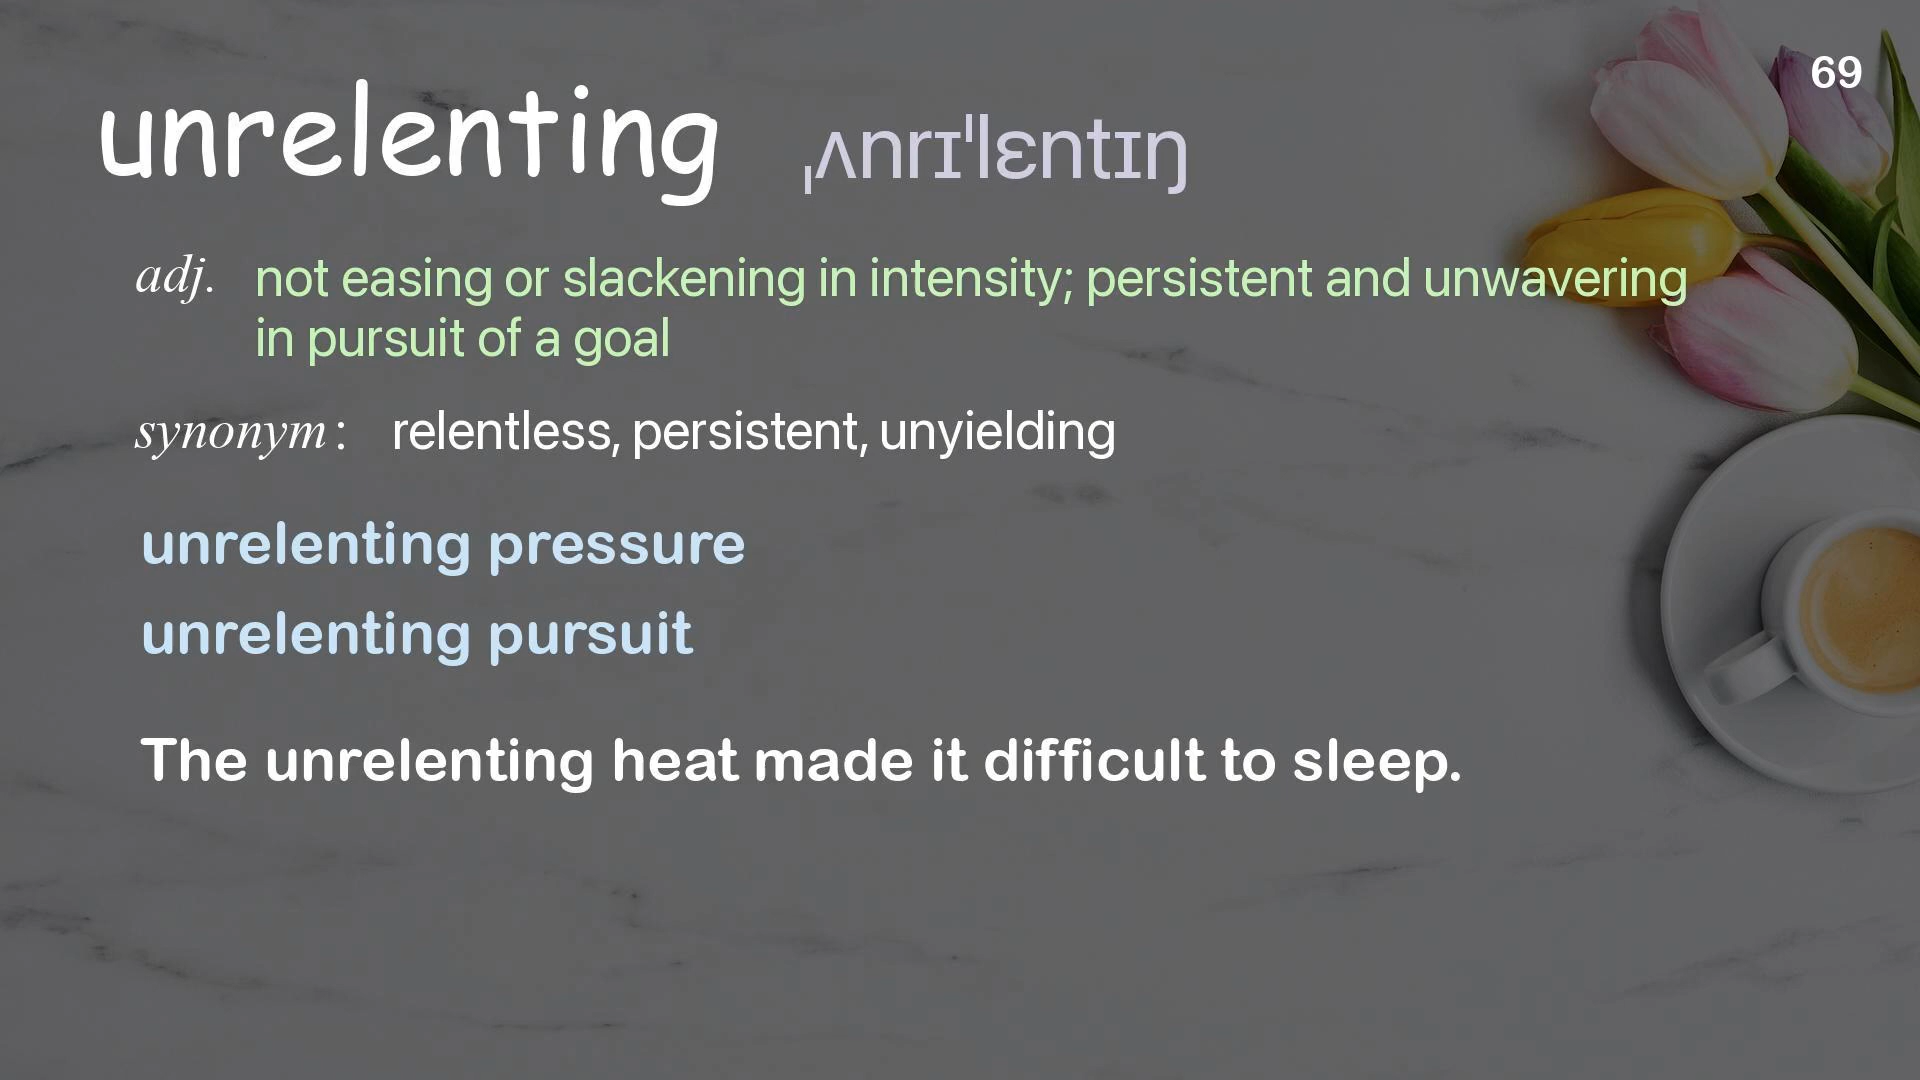 69
unrelenting ˌʌnrɪˈlɛntɪŋ
adj. not easing or slackening in intensity; persistent and unwavering
in pursuit of a goal
synonym: relentless, persistent, unyielding
unrelenting pressure
unrelenting pursuit
The unrelenting heat made it difficult to sleep.